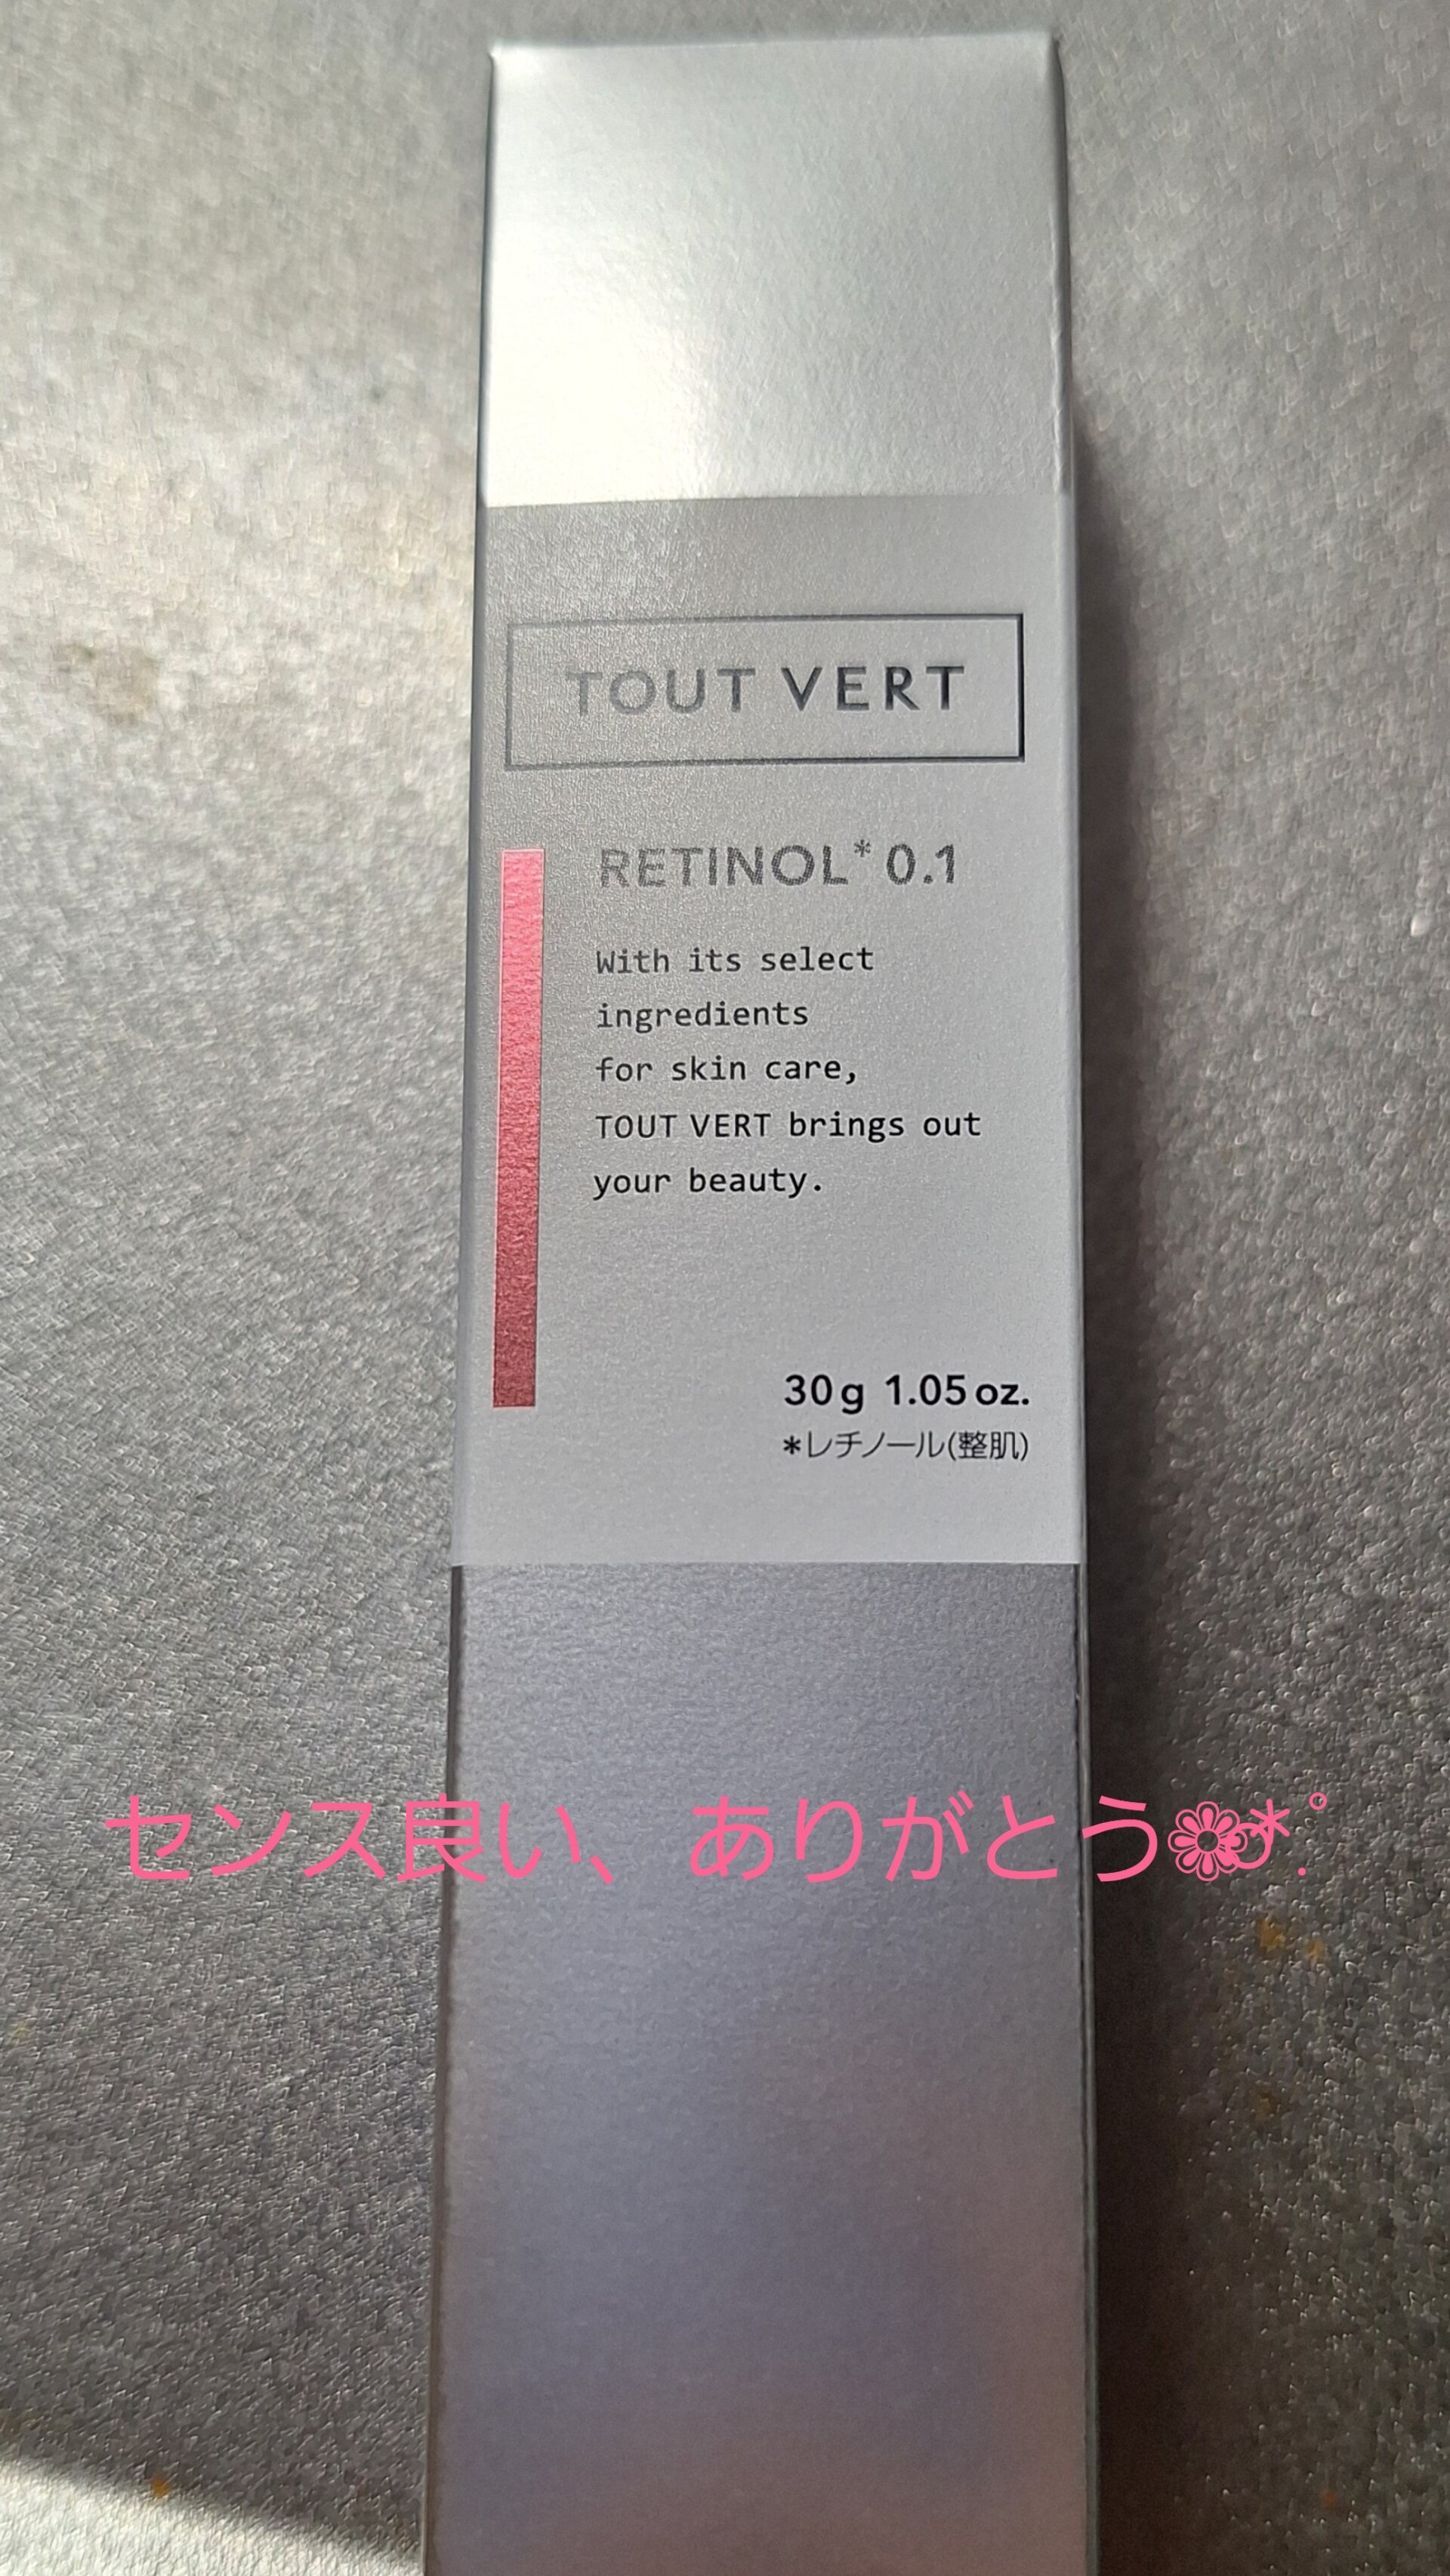 TOUT VERT
RETINOL* 0.1
With its select
ingredients
for skin care,
TOUT VERT brings out
your beauty.
30g 1.05oz.
*レチノール(整肌)
センス良い、ありがとう❁⃘*.ﾟ